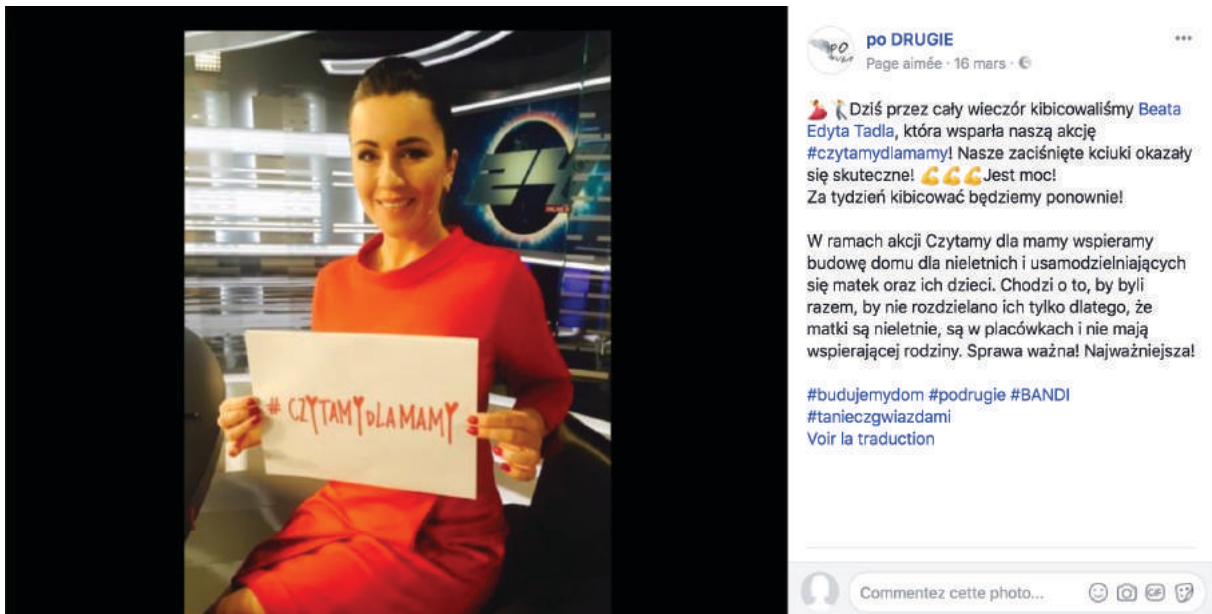 # CZYTAMY DLA MAMY
po DRUGIE
Page aimée · 16 mars ·
Dziś przez cały wieczór kibicowaliśmy Beata
Edyta Tadla, która wsparła naszą akcję
#czytamydlamamy! Nasze zaciśnięte kciuki okazały
się skuteczne! 💪💪💪Jest moc!
Za tydzień kibicować będziemy ponownie!
W ramach akcji Czytamy dla mamy wspieramy
budowę domu dla nieletnich i usamodzielniających
się matek oraz ich dzieci. Chodzi o to, by byli
razem, by nie rozdzielano ich tylko dlatego, że
matki są nieletnie, są w placówkach i nie mają
wspierającej rodziny. Sprawa ważna! Najważniejsza!
#budujemydom #podrugie #BANDI
#tanieczgwiazdami
Voir la traduction
Commentez cette photo...
GIF